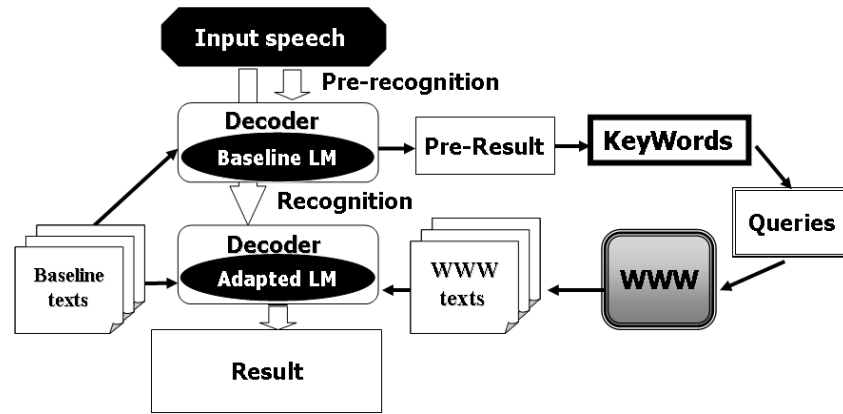 Input speech
Pre-recognition
Decoder
Baseline LM
Pre-Result
KeyWords
Recognition
Queries
Baseline
texts
Decoder
Adapted LM
WWW
texts
WWW
Result